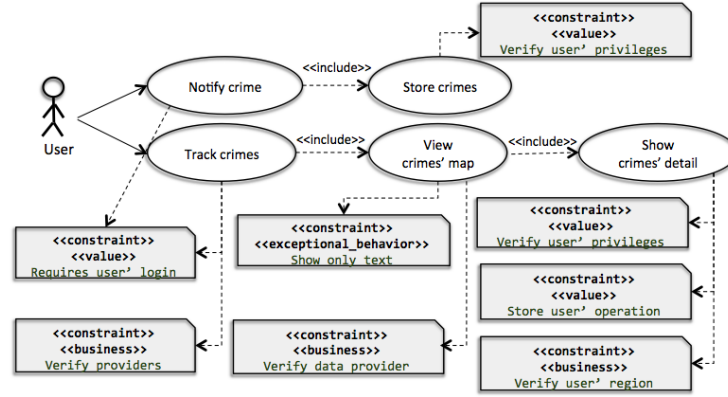 <<constraint>>
<<value>>
Verify user' privileges
<<include>>
Notify crime
Store crimes
User
<<include>>
<<include>>
Track crimes
View
crimes' map
Show
crimes' detail
<<constraint>>
<<value>>
Requires user' login
<<constraint>>
<<exceptional_behavior>>
Show only text
<<constraint>>
<<value>>
Verify user' privileges
<<constraint>>
<<value>>
Store user' operation
<<constraint>>
<<business>>
Verify providers
<<constraint>>
<<business>>
Verify data provider
<<constraint>>
<<business>>
Verify user' region